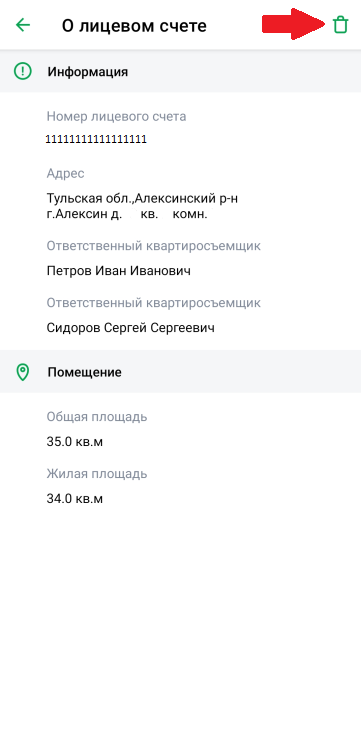 О лицевом счете
Информация
Номер лицевого счета
11111111111111111
Адрес
Тульская обл.,Алексинский р-н
г.Алексин д. кв. комн.
Ответственный квартиросъемщик
Петров Иван Иванович
Ответственный квартиросъемщик
Сидоров Сергей Сергеевич
Помещение
Общая площадь
35.0 кв.м
Жилая площадь
34.0 кв.м